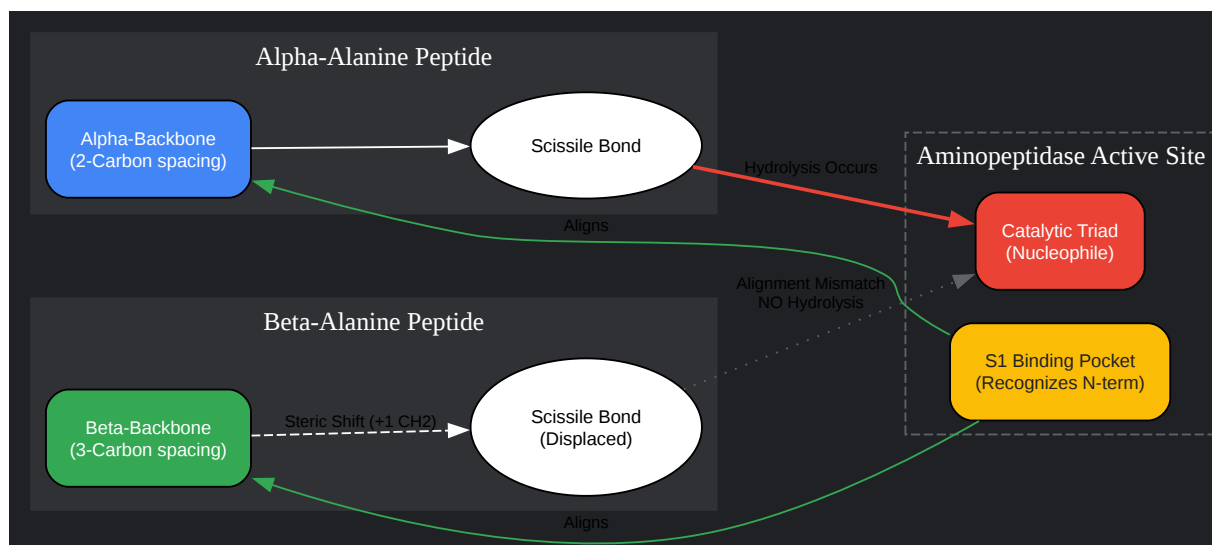 Alpha-Alanine Peptide
Alpha-Backbone
(2-Carbon spacing)
Scissile Bond
Hydrolysis Occurs
Aligns
Aminopeptidase Active Site
Catalytic Triad
(Nucleophile)
Alignment Mismatch
NO Hydrolysis
S1 Binding Pocket
(Recognizes N-term)
Beta-Alanine Peptide
Beta-Backbone
(3-Carbon spacing)
Steric Shift (+1 CH2)
Scissile Bond
(Displaced)
Aligns